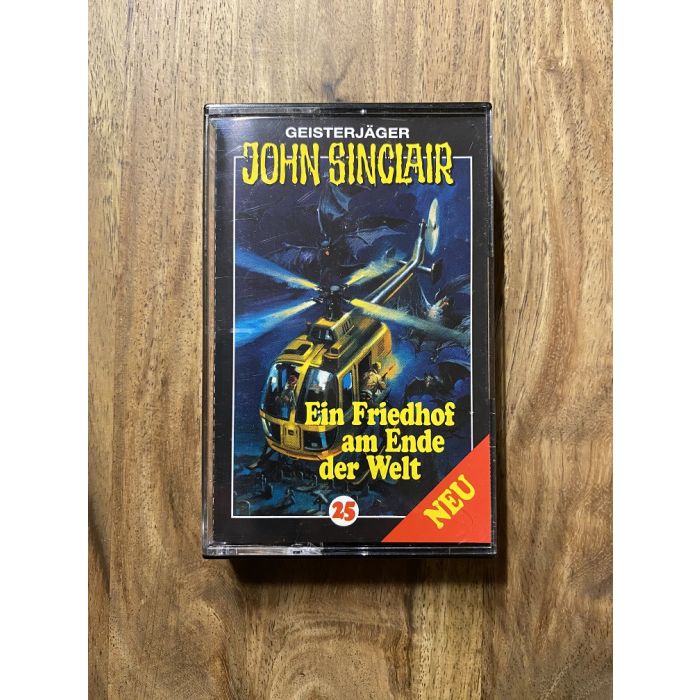 GEISTERJÄGER
JOHN SINCLAIR
Ein Friedhof
am Ende
der Welt
25
NEU